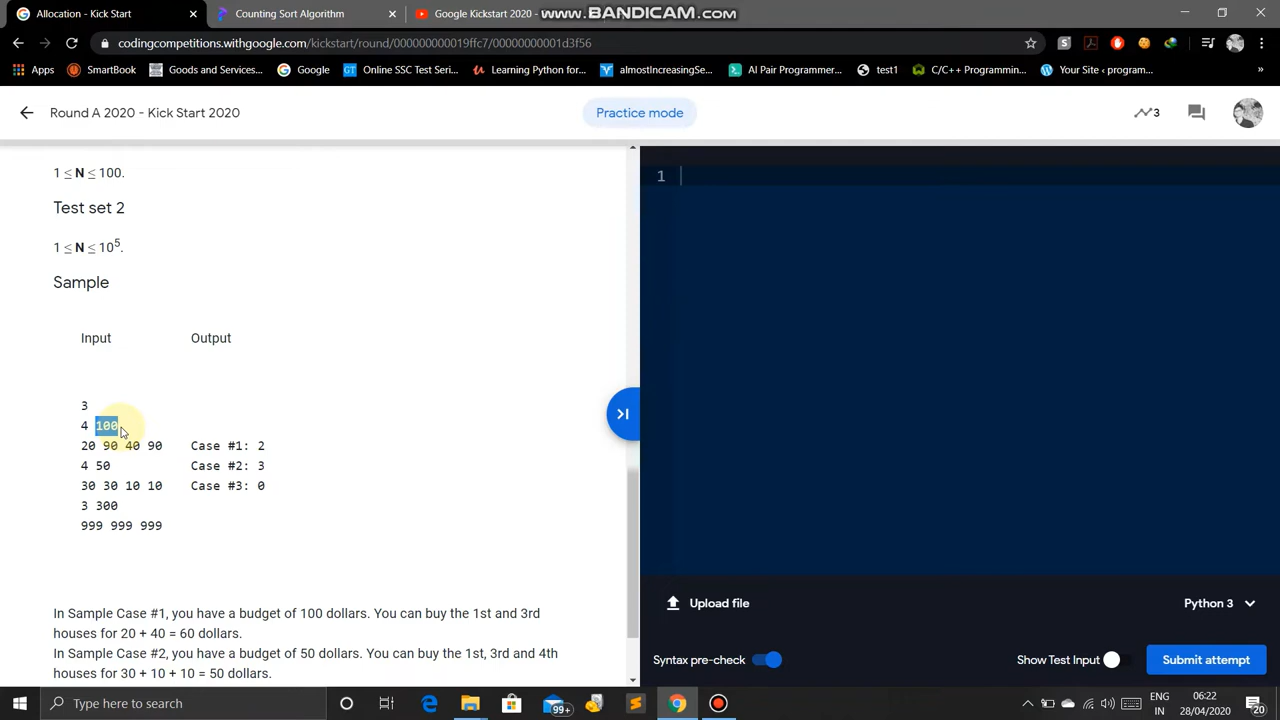 Allocation - Kick Start
Counting Sort Algorithm
Google Kickstart 2020 -
www.BANDICAM.com
codingcompetitions.withgoogle.com/kickstart/round/000000000019ffc7/00000000001d3f56
Apps
SmartBook
Goods and Services...
Google
Online SSC Test Seri...
Learning Python for...
almostIncreasingSe...
AI Pair Programmer...
test1
C/C++ Programmin...
Your Site ‹ program...
»
Round A 2020 - Kick Start 2020
Practice mode
3
1 ≤ N ≤ 100.
Test set 2
1 ≤ N ≤ 10⁵.
Sample
Input Output
3
4 100
20 90 40 90 Case #1: 2
4 50 Case #2: 3
30 30 10 10 Case #3: 0
3 300
999 999 999
In Sample Case #1, you have a budget of 100 dollars. You can buy the 1st and 3rd
houses for 20 + 40 = 60 dollars.
In Sample Case #2, you have a budget of 50 dollars. You can buy the 1st, 3rd and 4th
houses for 30 + 10 + 10 = 50 dollars.
1
Upload file
Python 3
Syntax pre-check
Show Test Input
Submit attempt
Type here to search
99+
ENG
IN
06:22
28/04/2020
20